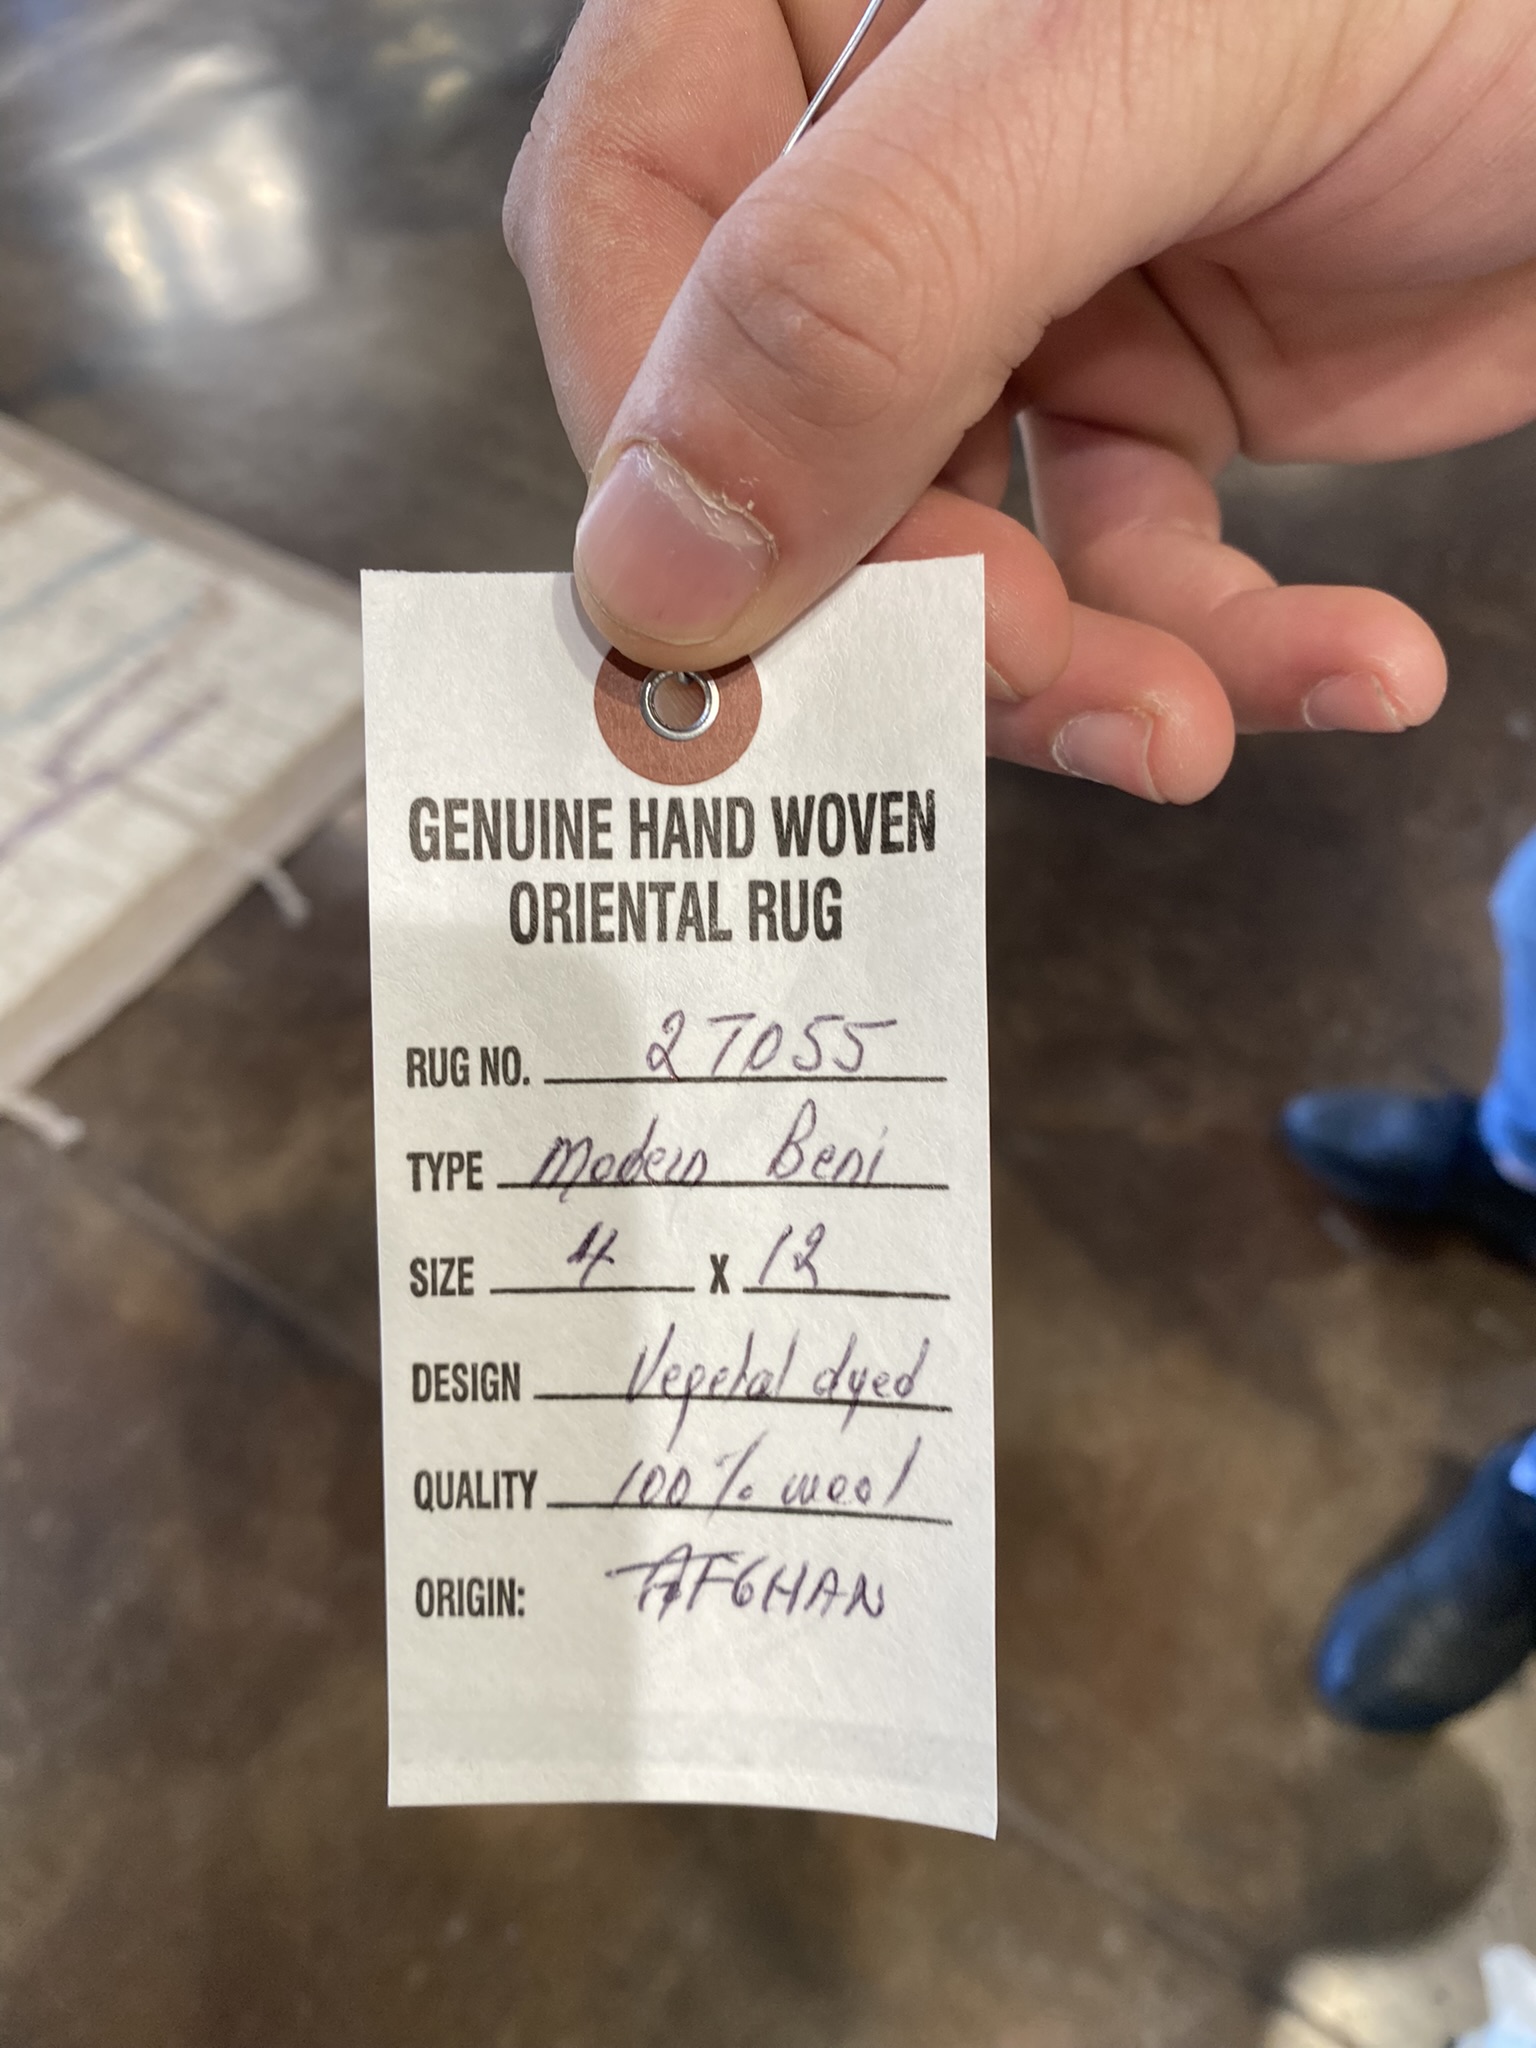 GENUINE HAND WOVEN
ORIENTAL RUG
RUG NO. 27055
TYPE Modern Beni
SIZE 4 X 12
DESIGN Vegetal dyed
QUALITY 100% wool
ORIGIN: AFGHAN